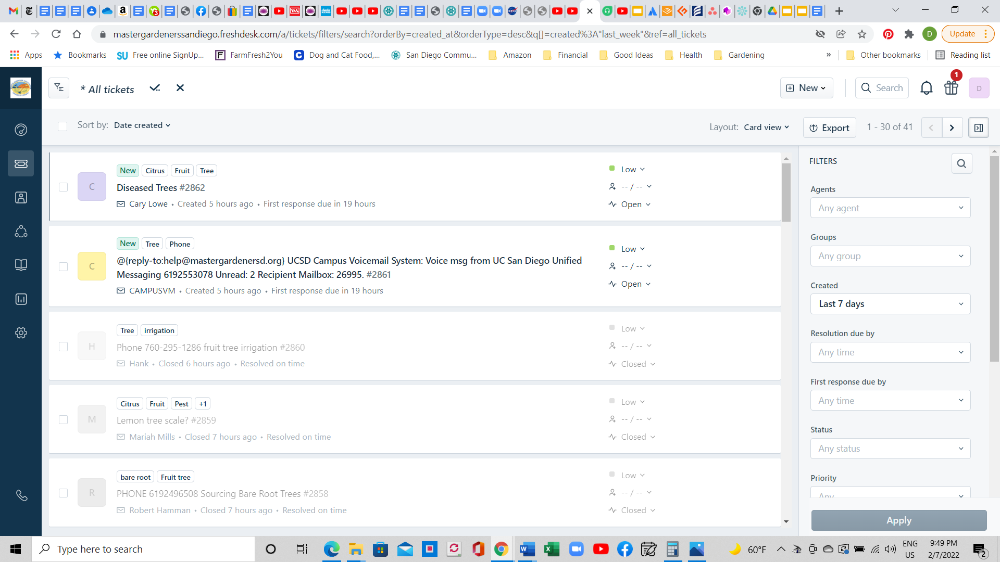 mastergardenerssandiego.freshdesk.com/a/tickets/filters/search?orderBy=created_at&orderType=desc&q[]=created%3A"last_week"&ref=all_tickets
D
Update
Apps
Bookmarks
SU Free online SignUp...
F FarmFresh2You
C Dog and Cat Food,...
San Diego Commu...
Amazon
Financial
Good Ideas
Health
Gardening
»
Other bookmarks
Reading list
* All tickets
New
Search
1
D
Sort by: Date created
Layout: Card view
Export
1 - 30 of 41
C
New Citrus Fruit Tree
Diseased Trees #2862
Cary Lowe • Created 5 hours ago • First response due in 19 hours
Low
-- / --
Open
C
New Tree Phone
@{reply-to:help@mastergardenersd.org} UCSD Campus Voicemail System: Voice msg from UC San Diego Unified
Messaging 6192553078 Unread: 2 Recipient Mailbox: 26995. #2861
CAMPUSVM • Created 5 hours ago • First response due in 19 hours
Low
-- / --
Open
H
Tree irrigation
Phone 760-295-1286 fruit tree irrigation #2860
Hank • Closed 6 hours ago • Resolved on time
Low
-- / --
Closed
M
Citrus Fruit Pest +1
Lemon tree scale? #2859
Mariah Mills • Closed 7 hours ago • Resolved on time
Low
-- / --
Closed
R
bare root Fruit tree
PHONE 6192496508 Sourcing Bare Root Trees #2858
Robert Hamman • Closed 7 hours ago • Resolved on time
Low
-- / --
Closed
FILTERS
Agents
Any agent
Groups
Any group
Created
Last 7 days
Resolution due by
Any time
First response due by
Any time
Status
Any status
Priority
Any
Apply
Type here to search
60°F
ENG
US
9:49 PM
2/7/2022
2